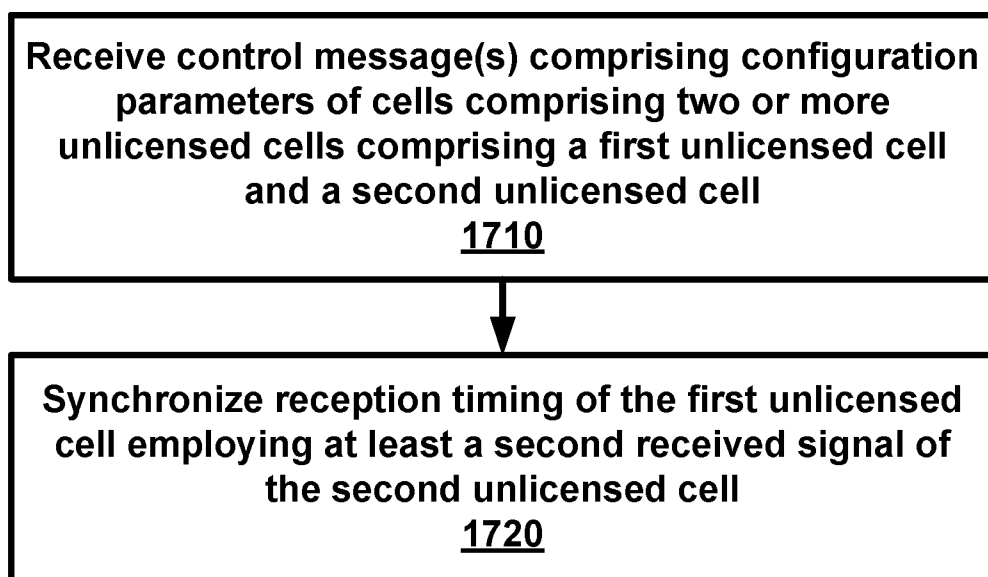 Receive control message(s) comprising configuration
parameters of cells comprising two or more
unlicensed cells comprising a first unlicensed cell
and a second unlicensed cell
1710
Synchronize reception timing of the first unlicensed
cell employing at least a second received signal of
the second unlicensed cell
1720